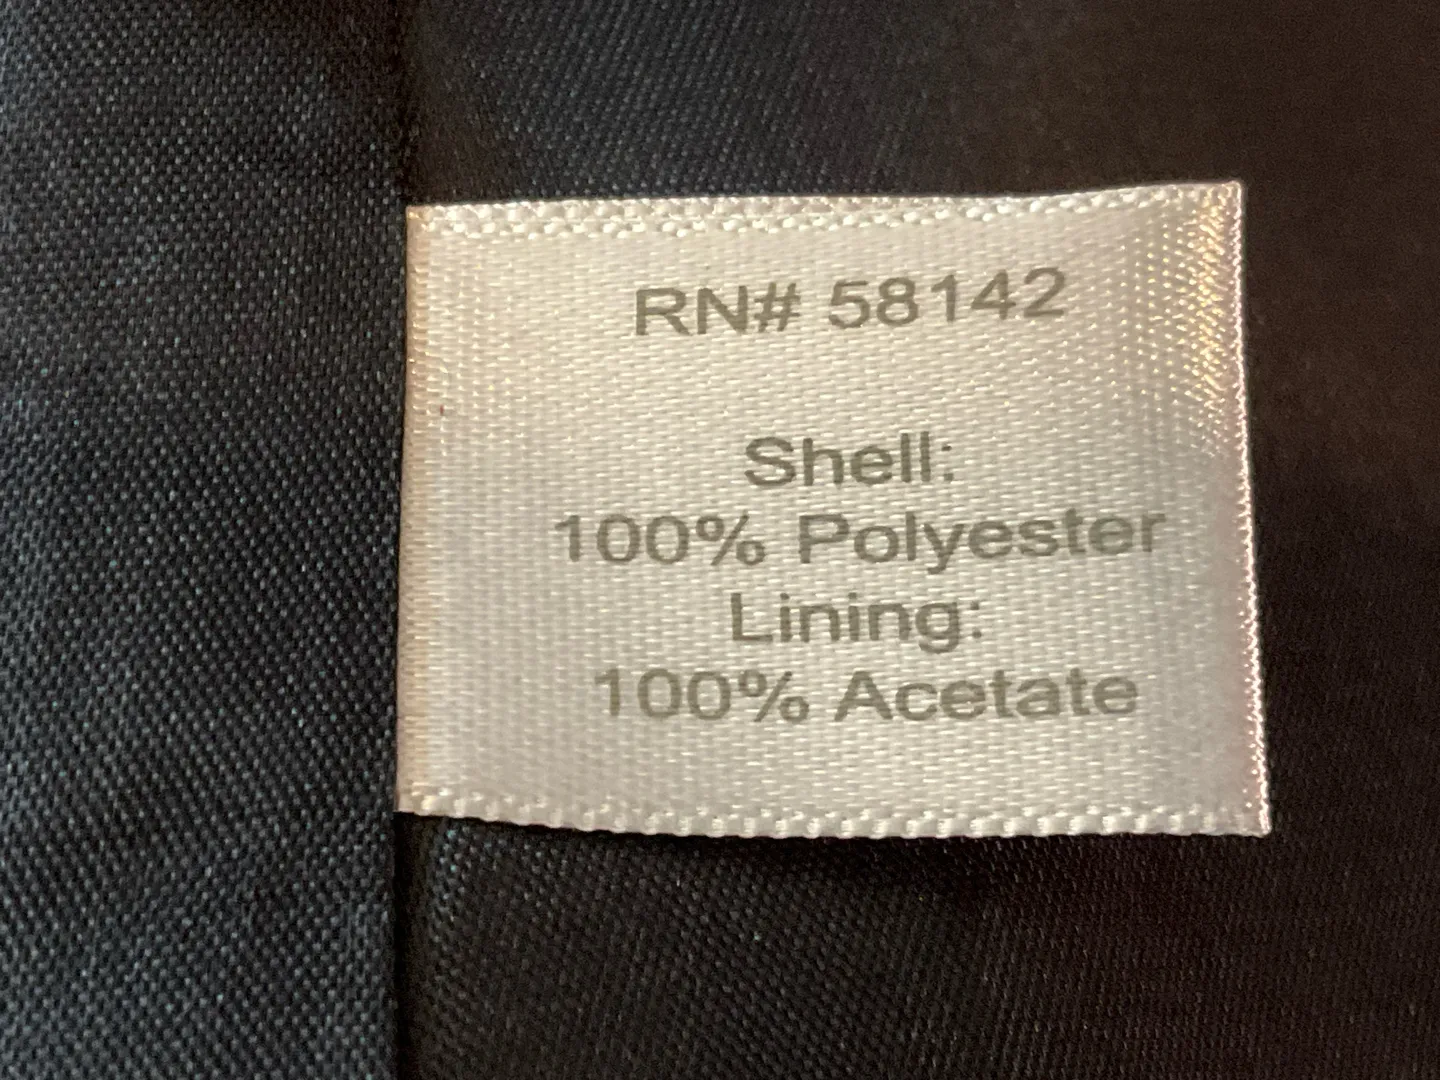 RN# 58142
Shell:
100% Polyester
Lining:
100% Acetate